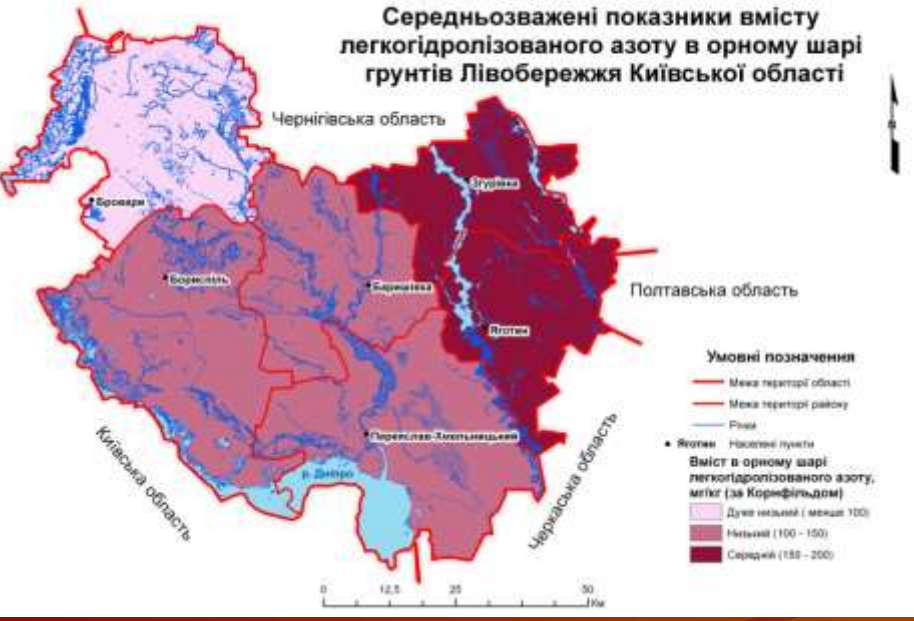 Середньозважені показники вмісту
легкогідролізованого азоту в орному шарі
грунтів Лівобережжя Київської області
Чернігівська область
Згурівка
Бровари
Бориспіль
Баришівка
Полтавська область
Яготин
Переяслав-Хмельницький
р. Дніпро
Київська область
Черкаська область
Умовні позначення
Межа території області
Межа території району
Річки
Яготин Населені пункти
Вміст в орному шарі
легкогідролізованого азоту,
мг/кг (за Корнфільдом)
Дуже низький ( менше 100)
Низький (100 - 150)
Середній (150 - 200)
0 12,5 25 50
Км